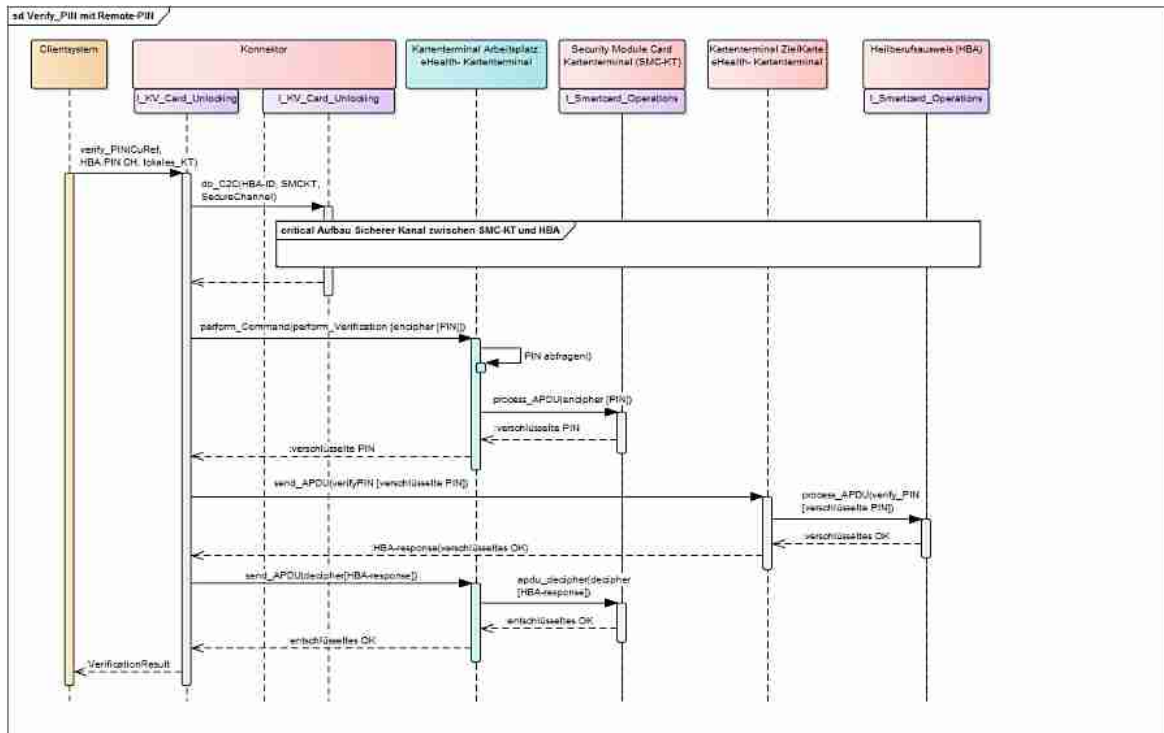 sd Verify_PIN mit Remote-PIN
Clientsystem
Konnektor
Kartenterminal Arbeitsplatz:
eHealth- Kartenterminal
Security Module Card
Kartenterminal (SMC-KT)
Kartenterminal ZielKarte:
eHealth- Kartenterminal
Heilberufsausweis (HBA)
I_KV_Card_Unlocking
I_KV_Card_Unlocking
I_Smartcard_Operations
I_Smartcard_Operations
verify_PIN(CuRef,
HBA.PIN.CH, lokales_KT)
do_C2C(HBA-ID, SMCKT,
SecureChannel)
critical Aufbau Sicherer Kanal zwischen SMC-KT und HBA
perform_Command(perform_Verification [encipher [PIN])
PIN abfragen()
process_APDU(encipher [PIN])
:verschlüsselte PIN
:verschlüsselte PIN
send_APDU(verifyPIN [verschlüsselte PIN])
process_APDU(verify_PIN
[verschlüsselte PIN])
:verschlüsseltes OK
:HBA-response(verschlüsseltes OK)
send_APDU(decipher[HBA-response])
apdu_decipher(decipher
[HBA-response])
entschlüsseltes OK
entschlüsseltes OK
VerificationResult